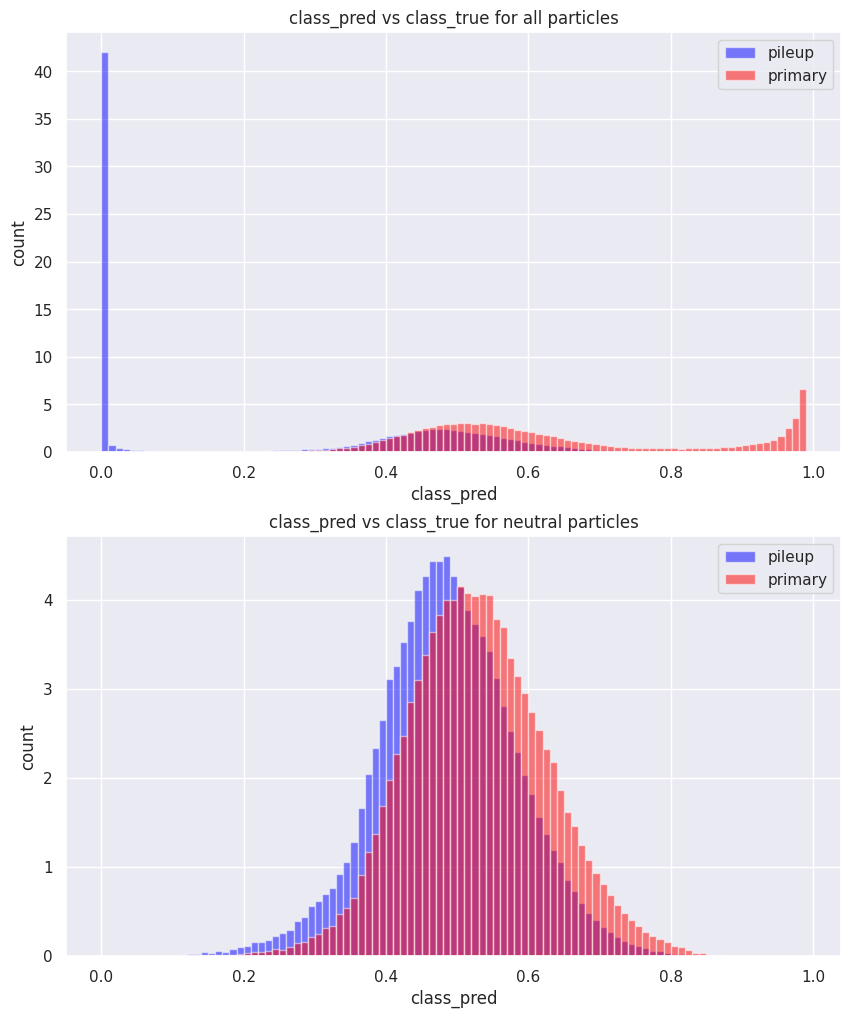 class_pred vs class_true for all particles
pileup
primary
count
40
35
30
25
20
15
10
5
0
0.0 0.2 0.4 0.6 0.8 1.0
class_pred
class_pred vs class_true for neutral particles
pileup
primary
count
4
3
2
1
0
0.0 0.2 0.4 0.6 0.8 1.0
class_pred